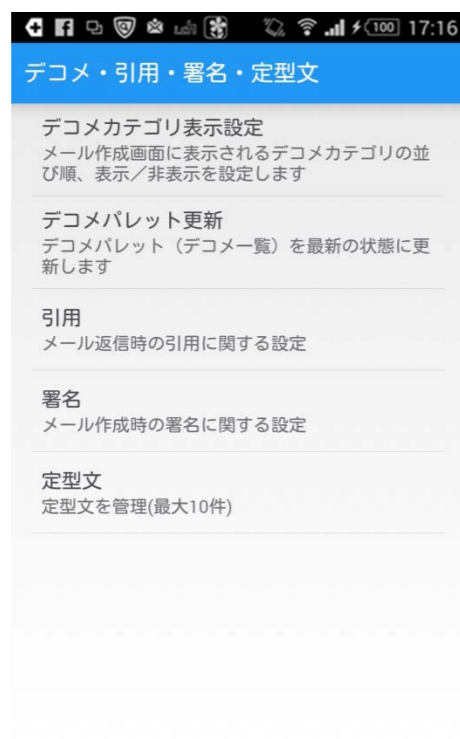 100 17:16
デコメ・引用・署名・定型文
デコメカテゴリ表示設定
メール作成画面に表示されるデコメカテゴリの並
び順、表示／非表示を設定します
デコメパレット更新
デコメパレット（デコメ一覧）を最新の状態に更
新します
引用
メール返信時の引用に関する設定
署名
メール作成時の署名に関する設定
定型文
定型文を管理(最大10件)